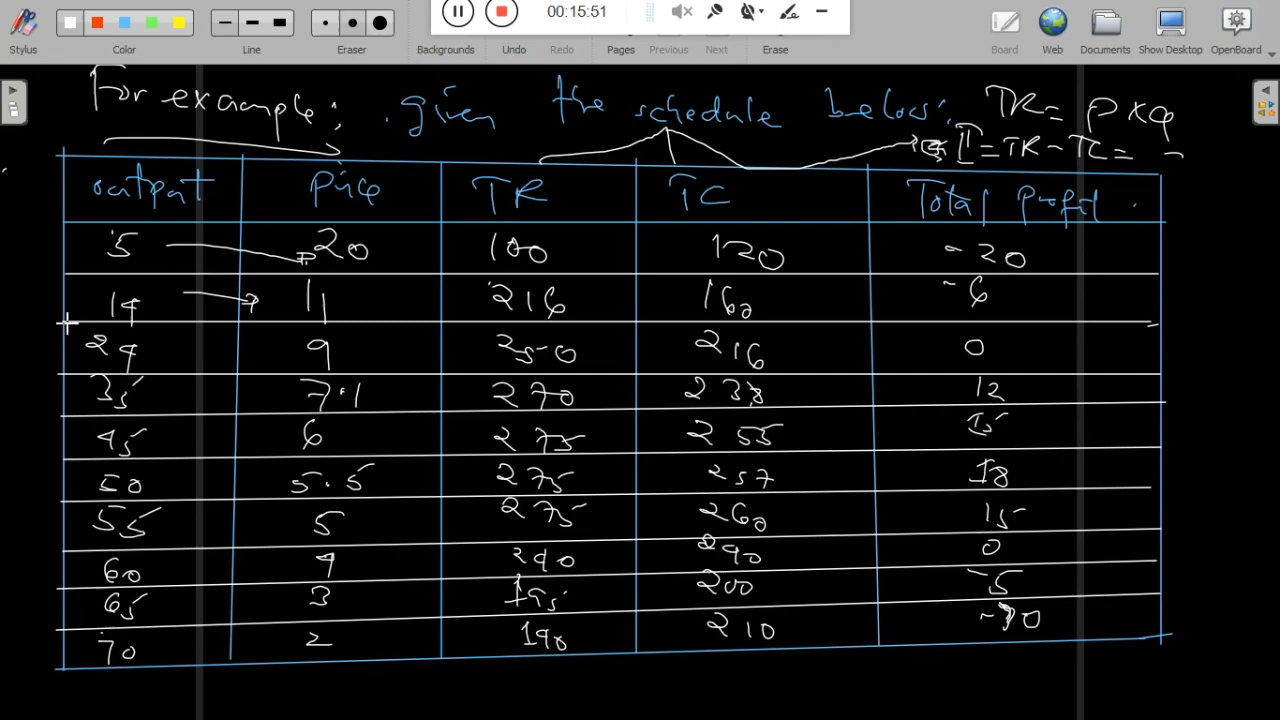 00:15:51
Stylus Color Line Eraser Backgrounds Undo Redo Pages Previous Next Erase Board Web Documents Show Desktop OpenBoard
For example: given the schedule below: TR = P x q
π = TR - TC = -
output Price TR TC Total profit.
5 20 100 120 -20
14 11 216 160 -6
24 9 250 216 0
35 7.1 270 238 12
45 6 275 255 15
50 5.5 275 257 18
55 5 275 260 15
60 4 240 240 0
65 3 195 200 -5
70 2 140 210 -70